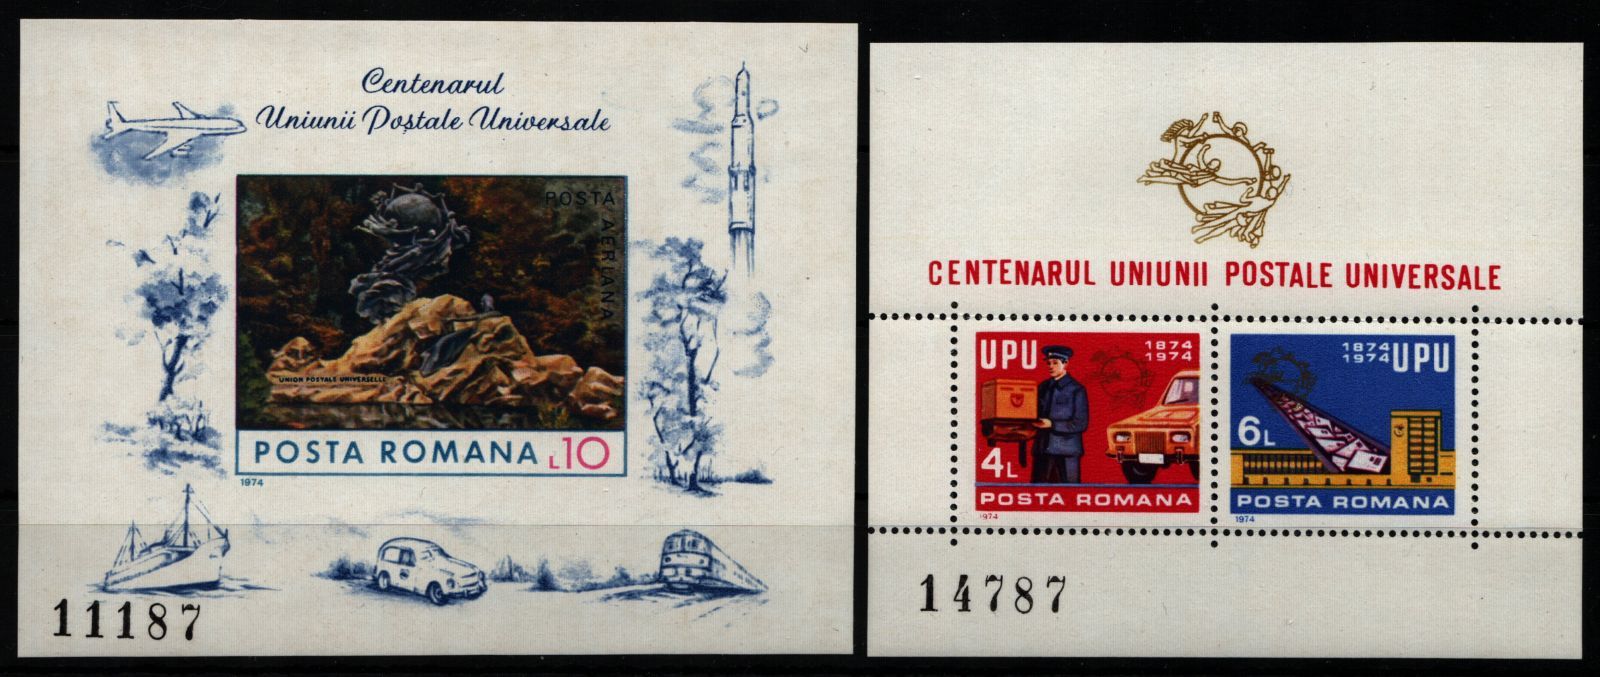 Centenarul
Uniunii Poștale Universale
POSTA
AERIANA
UNION POSTALE UNIVERSELLE
POSTA ROMANA L10
1974
11187
CENTENARUL UNIUNII POSTALE UNIVERSALE
UPU 1874
1974
4L
POSTA ROMANA
1974
1874
1974 UPU
6L
POSTA ROMANA
1974
14787